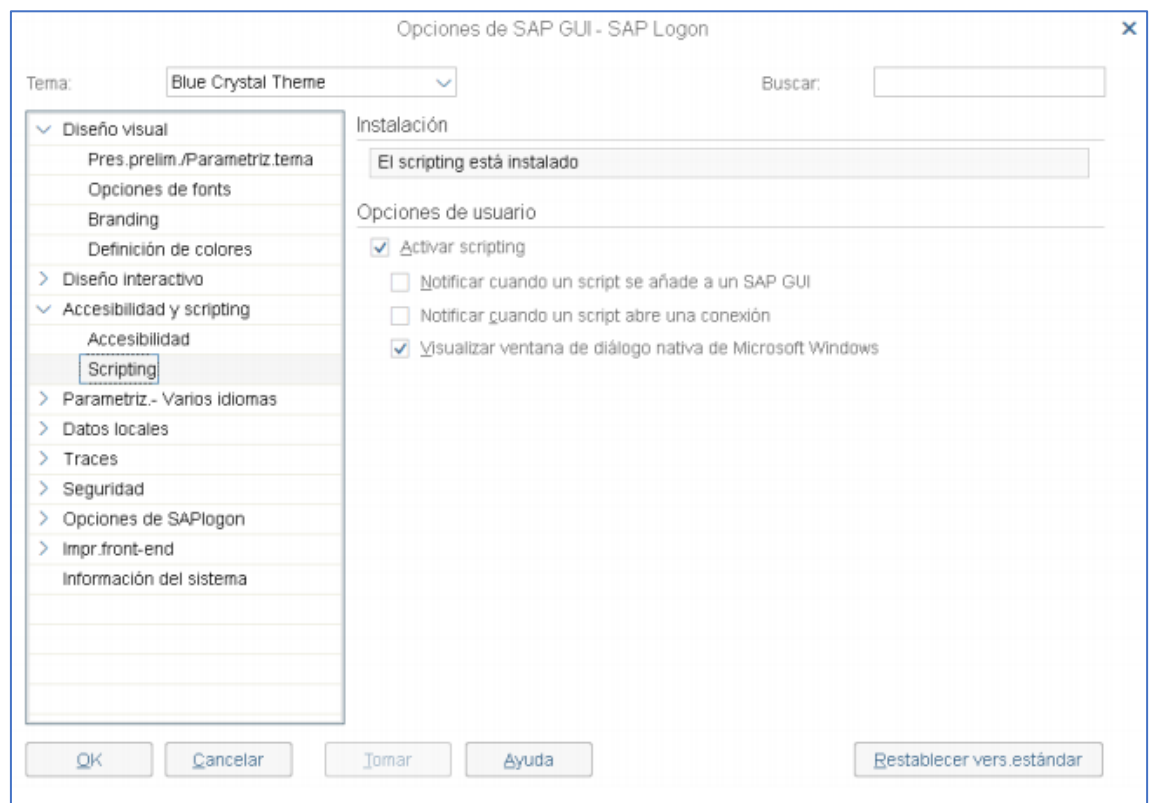 Opciones de SAP GUI - SAP Logon
Tema: Blue Crystal Theme Buscar:
Diseño visual
Pres.prelim./Parametriz.tema
Opciones de fonts
Branding
Definición de colores
Diseño interactivo
Accesibilidad y scripting
Accesibilidad
Scripting
Parametriz.- Varios idiomas
Datos locales
Traces
Seguridad
Opciones de SAPlogon
Impr.front-end
Información del sistema
Instalación
El scripting está instalado
Opciones de usuario
Activar scripting
Notificar cuando un script se añade a un SAP GUI
Notificar cuando un script abre una conexión
Visualizar ventana de diálogo nativa de Microsoft Windows
OK Cancelar Tomar Ayuda Restablecer vers.estándar